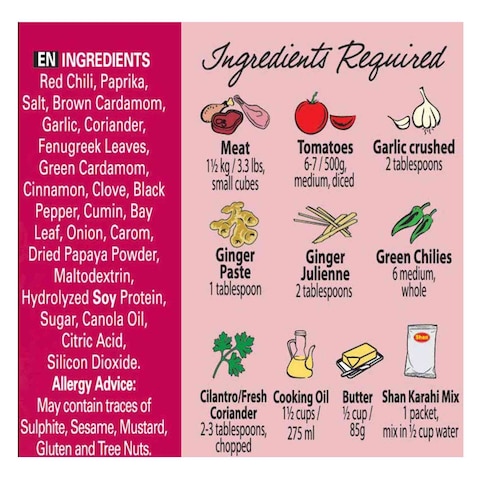 EN INGREDIENTS
Red Chili, Paprika,
Salt, Brown Cardamom,
Garlic, Coriander,
Fenugreek Leaves,
Green Cardamom,
Cinnamon, Clove, Black
Pepper, Cumin, Bay
Leaf, Onion, Carom,
Dried Papaya Powder,
Maltodextrin,
Hydrolyzed Soy Protein,
Sugar, Canola Oil,
Citric Acid,
Silicon Dioxide.
Allergy Advice:
May contain traces of
Sulphite, Sesame, Mustard,
Gluten and Tree Nuts.
Ingredients Required
Meat
1½ kg / 3.3 lbs,
small cubes
Tomatoes
6-7 / 500g,
medium, diced
Garlic crushed
2 tablespoons
Ginger
Paste
1 tablespoon
Ginger
Julienne
2 tablespoons
Green Chilies
6 medium,
whole
Cilantro/Fresh
Coriander
2-3 tablespoons,
chopped
Cooking Oil
1½ cups /
275 ml
Butter
½ cup /
85g
Shan
Shan Karahi Mix
1 packet,
mix in ½ cup water